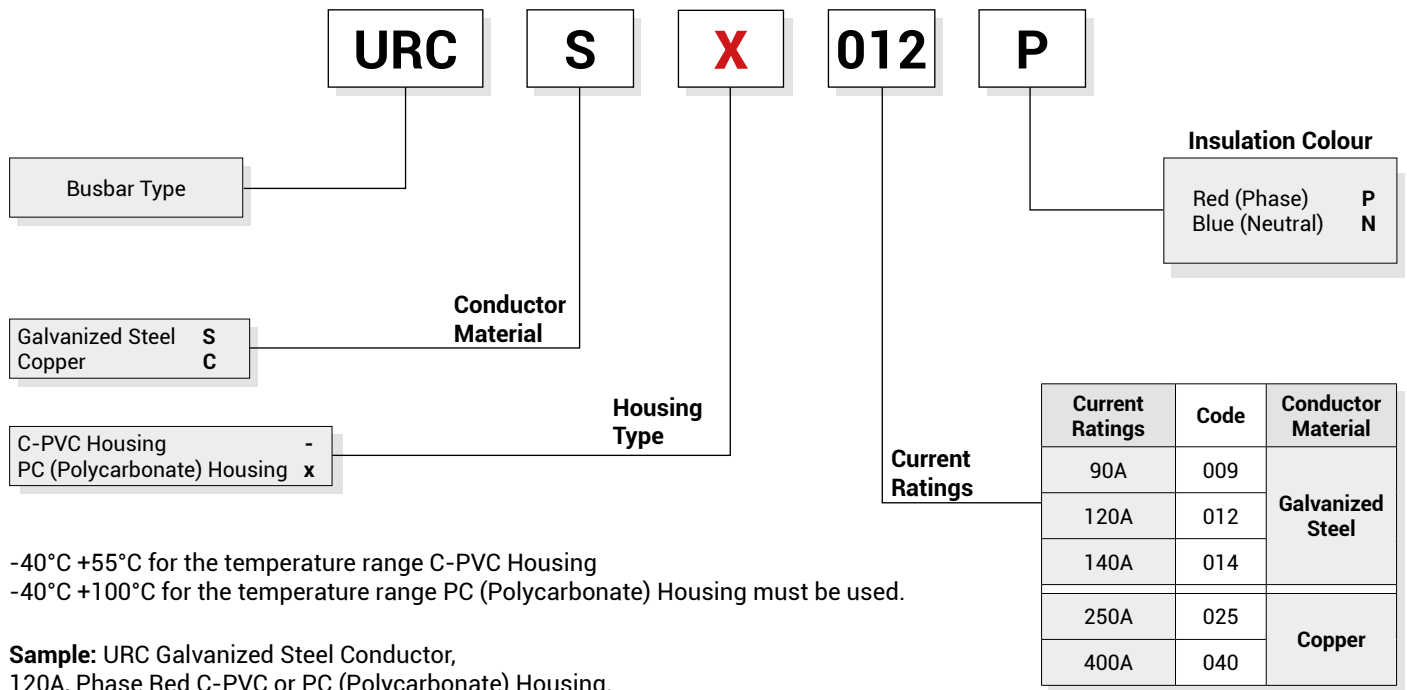 URC S X 012 P
Insulation Colour
Red (Phase) P
Blue (Neutral) N
Busbar Type
Conductor
Material
Galvanized Steel S
Copper C
Housing
Type
C-PVC Housing -
PC (Polycarbonate) Housing x
Current
Ratings
Current Ratings Code Conductor Material
90A 009 Galvanized Steel
120A 012
140A 014
250A 025 Copper
400A 040
-40°C +55°C for the temperature range C-PVC Housing
-40°C +100°C for the temperature range PC (Polycarbonate) Housing must be used.
Sample: URC Galvanized Steel Conductor,
120A, Phase Red C-PVC or PC (Polycarbonate) Housing.